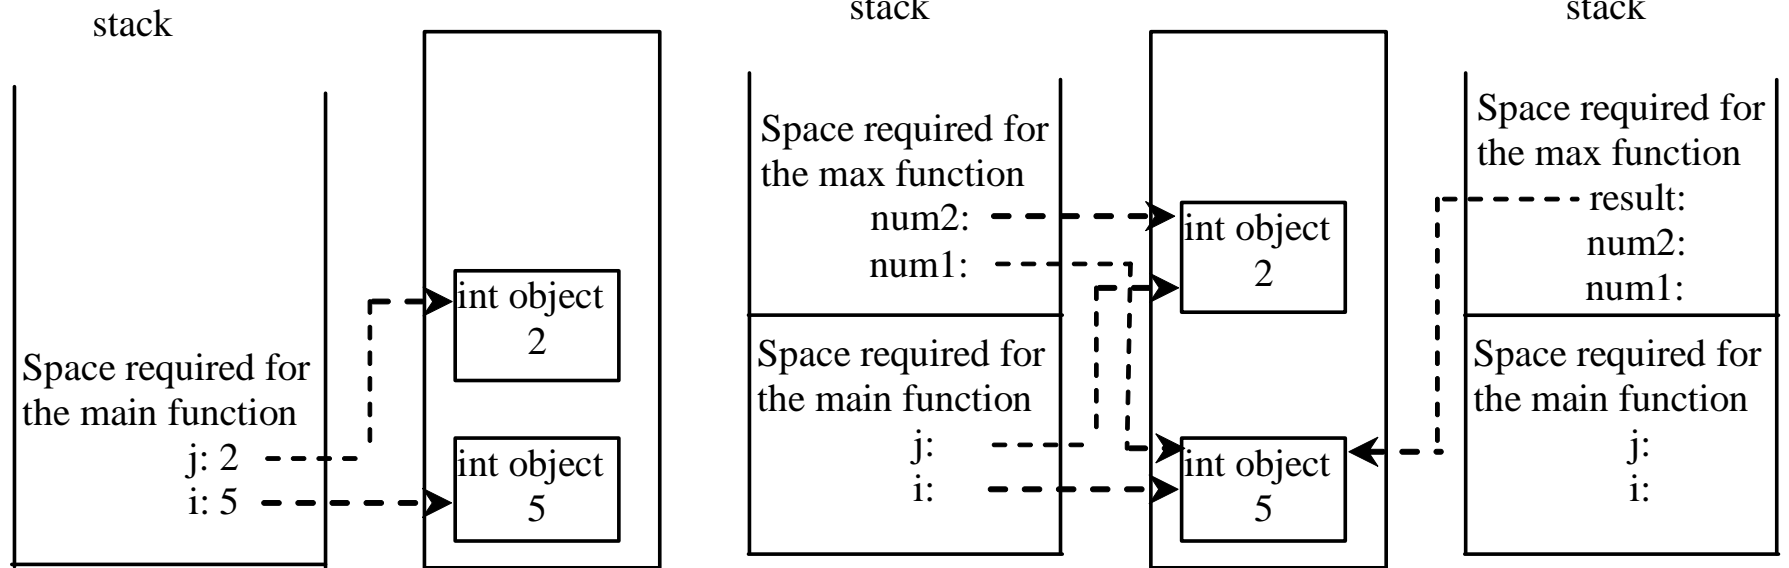 stack
Space required for
the main function
j: 2
i: 5
int object
2
int object
5
stack
Space required for
the max function
num2:
num1:
Space required for
the main function
j:
i:
int object
2
int object
5
stack
Space required for
the max function
result:
num2:
num1:
Space required for
the main function
j:
i: